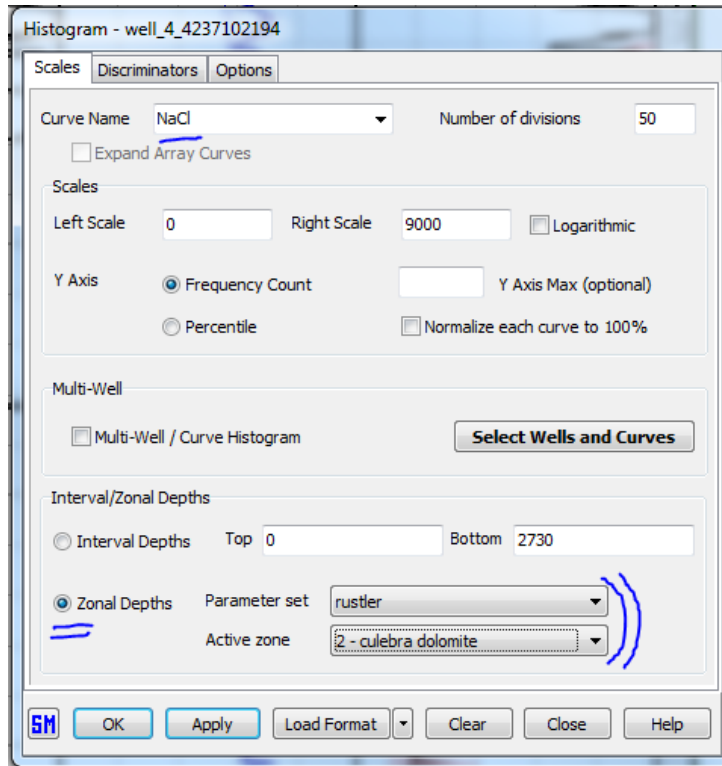 Histogram - well_4_4237102194
Scales Discriminators Options
Curve Name NaCl Number of divisions 50
Expand Array Curves
Scales
Left Scale 0 Right Scale 9000 Logarithmic
Y Axis Frequency Count Y Axis Max (optional)
Percentile Normalize each curve to 100%
Multi-Well
Multi-Well / Curve Histogram Select Wells and Curves
Interval/Zonal Depths
Interval Depths Top 0 Bottom 2730
Zonal Depths Parameter set rustler
Active zone 2 - culebra dolomite
SM OK Apply Load Format Clear Close Help